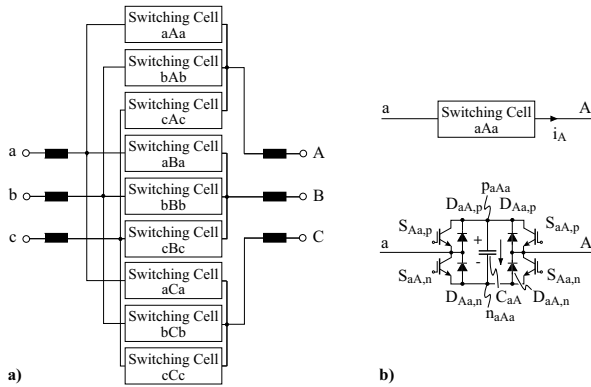 a)
Switching Cell
aAa
Switching Cell
bAb
Switching Cell
cAc
a
Switching Cell
aBa
A
b
Switching Cell
bBb
B
c
Switching Cell
cBc
C
Switching Cell
aCa
Switching Cell
bCb
Switching Cell
cCc
b)
a
Switching Cell
aAa
A
iA
paAa
DaA,p
DAa,p
SAa,p
SaA,p
a
+
A
-
SaA,n
SAa,n
DAa,n
CaA
DaA,n
naAa